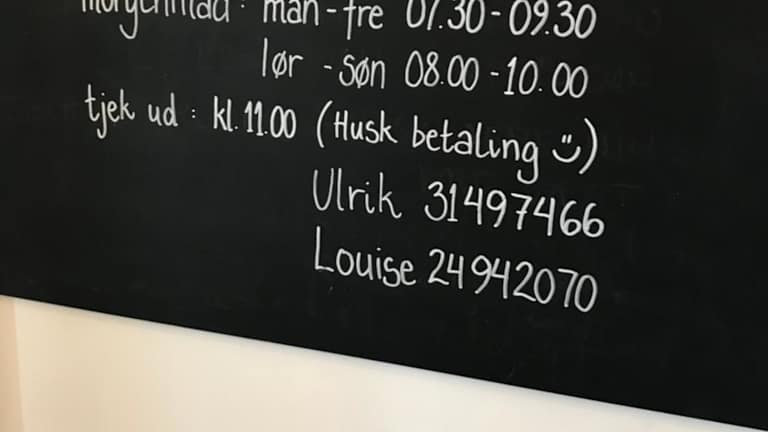 morgenmad : man - fre 07.30 - 09.30
lør - søn 08.00 - 10.00
tjek ud : kl. 11.00 (Husk betaling ☺)
Ulrik 31497466
Louise 24942070